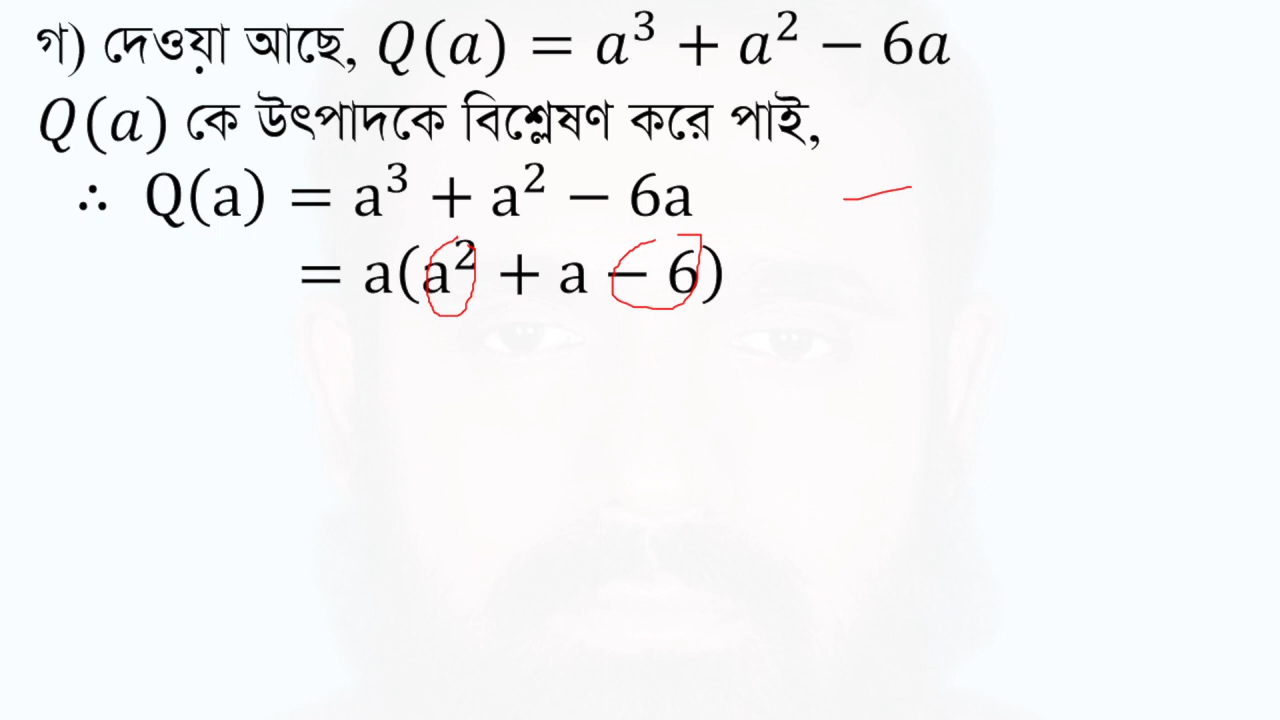 গ) দেওয়া আছে, Q(a) = a³ + a² − 6a
Q(a) কে উৎপাদকে বিশ্লেষণ করে পাই,
∴ Q(a) = a³ + a² − 6a
= a(a² + a − 6)